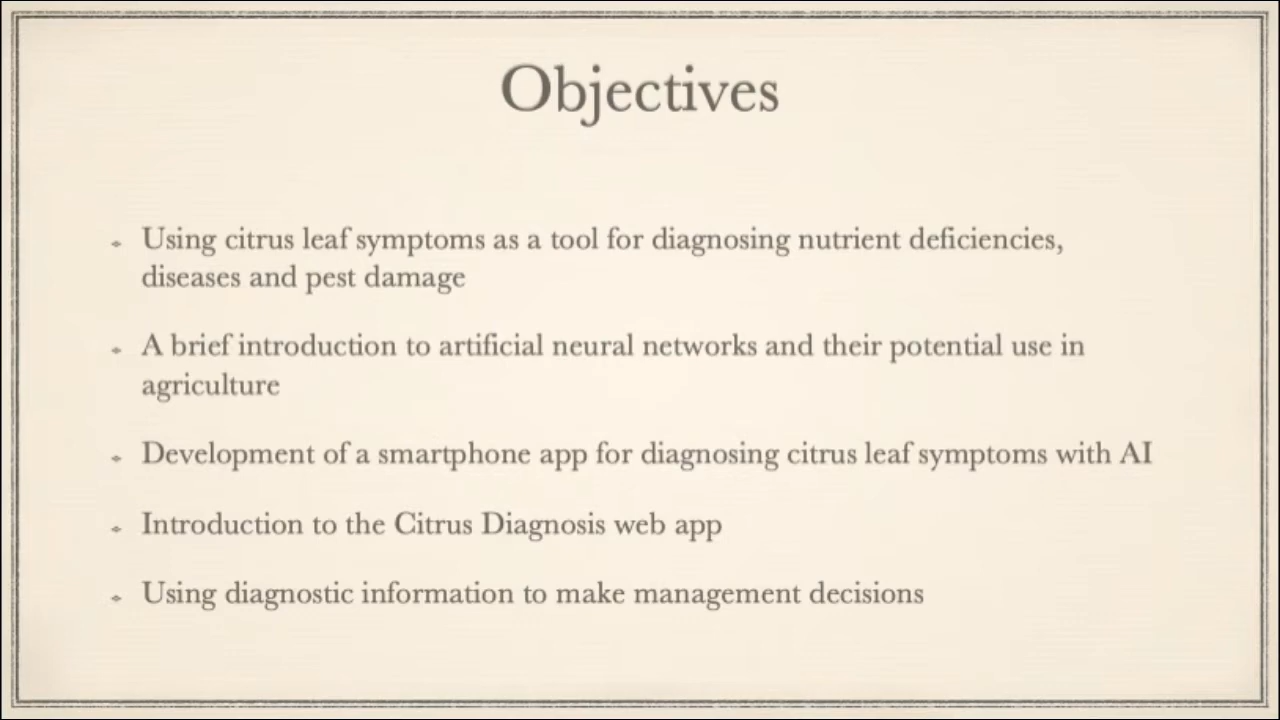 Objectives
Using citrus leaf symptoms as a tool for diagnosing nutrient deficiencies,
diseases and pest damage
A brief introduction to artificial neural networks and their potential use in
agriculture
Development of a smartphone app for diagnosing citrus leaf symptoms with AI
Introduction to the Citrus Diagnosis web app
Using diagnostic information to make management decisions